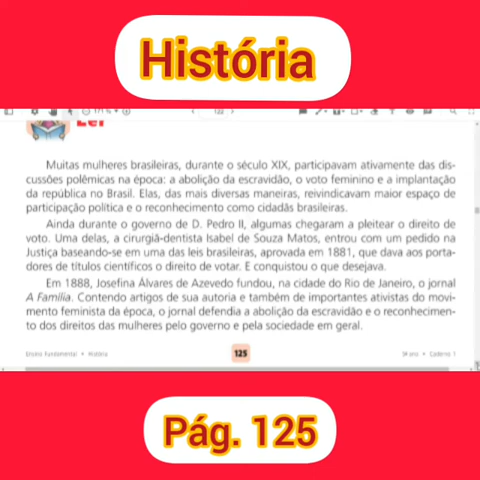 História
Ler
Muitas mulheres brasileiras, durante o século XIX, participavam ativamente das dis-
cussões polêmicas na época: a abolição da escravidão, o voto feminino e a implantação
da república no Brasil. Elas, das mais diversas maneiras, reivindicavam maior espaço de
participação política e o reconhecimento como cidadãs brasileiras.
Ainda durante o governo de D. Pedro II, algumas chegaram a pleitear o direito de
voto. Uma delas, a cirurgiã-dentista Isabel de Souza Matos, entrou com um pedido na
Justiça baseando-se em uma das leis brasileiras, aprovada em 1881, que dava aos porta-
dores de títulos científicos o direito de votar. E conquistou o que desejava.
Em 1888, Josefina Álvares de Azevedo fundou, na cidade do Rio de Janeiro, o jornal
A Família. Contendo artigos de sua autoria e também de importantes ativistas do movi-
mento feminista da época, o jornal defendia a abolição da escravidão e o reconhecimen-
to dos direitos das mulheres pelo governo e pela sociedade em geral.
Ensino Fundamental • História 125 9º ano • Caderno 1
Pág. 125